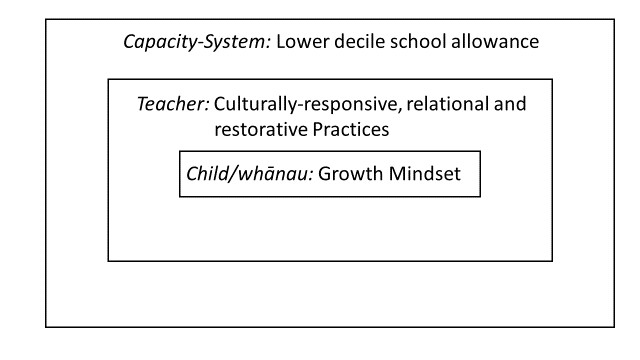 Capacity-System: Lower decile school allowance
Teacher: Culturally-responsive, relational and
restorative Practices
Child/whānau: Growth Mindset